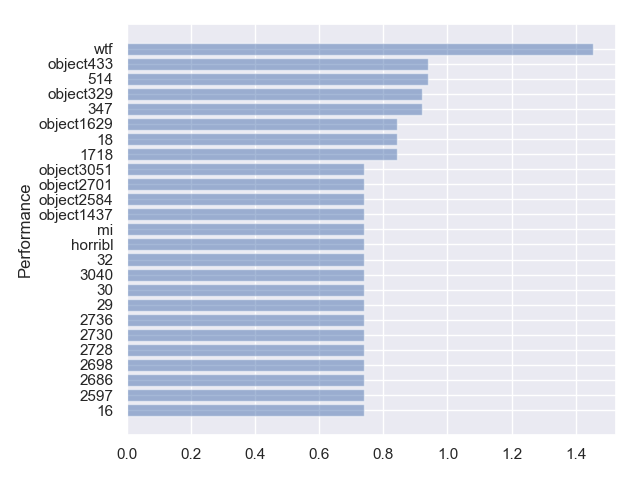 Performance
wtf
object433
514
object329
347
object1629
18
1718
object3051
object2701
object2584
object1437
mi
horribl
32
3040
30
29
2736
2730
2728
2698
2686
2597
16
0.0 0.2 0.4 0.6 0.8 1.0 1.2 1.4